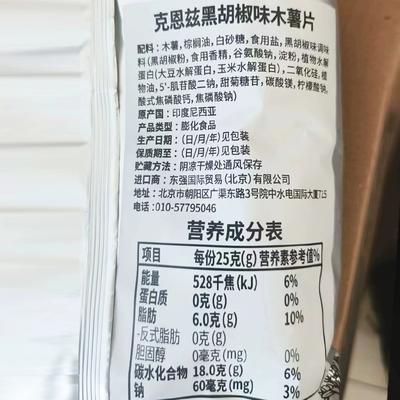 克恩兹黑胡椒味木薯片
配料：木薯，棕榈油，白砂糖，食用盐，黑胡椒味调味
料（黑胡椒粉，食用香精，谷氨酸钠，淀粉，植物水解
蛋白(大豆水解蛋白，玉米水解蛋白)，二氧化硅，植
物油，5'-肌苷酸二钠，甜菊糖苷，碳酸镁，柠檬酸钠，
酸式焦磷酸钙，焦磷酸钠)
原产国：印度尼西亚
产品类型：膨化食品
生产日期：(日/月/年)见包装
保质期至：(日/月/年)见包装
贮藏方法：阴凉干燥处通风保存
进口商：东强国际贸易（北京）有限公司
地址：北京市朝阳区广渠东路3号院中水电国际大厦715
电话:010-57795046
营养成分表
项目 每份25克(g) 营养素参考值%
能量 528千焦(kJ) 6%
蛋白质 0克(g) 0%
脂肪 6.0克(g) 10%
-反式脂肪 0克(g)
胆固醇 0毫克(mg) 0%
碳水化合物 18.0克(g) 6%
钠 60毫克(mg) 3%